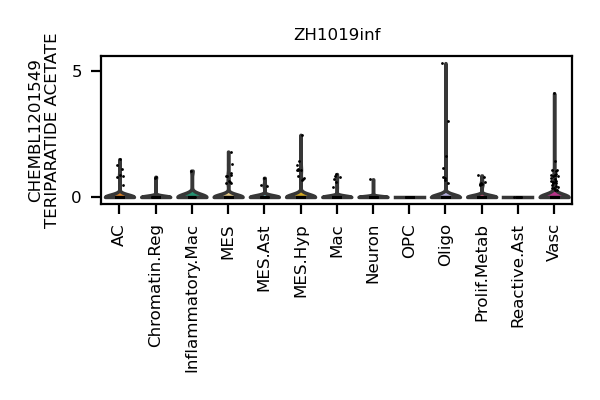 ZH1019inf
CHEMBL1201549
TERIPARATIDE ACETATE
5
0
AC
Chromatin.Reg
Inflammatory.Mac
MES
MES.Ast
MES.Hyp
Mac
Neuron
OPC
Oligo
Prolif.Metab
Reactive.Ast
Vasc